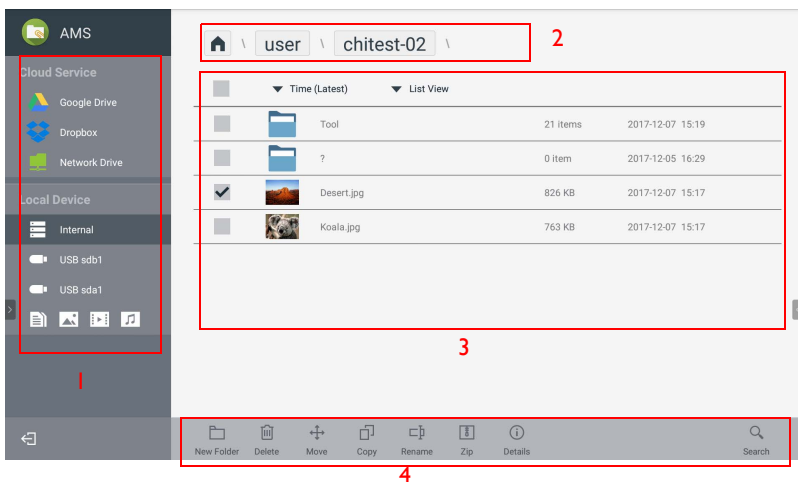 AMS
Cloud Service
Google Drive
Dropbox
Network Drive
Local Device
Internal
USB sdb1
USB sda1
1
\ user \ chitest-02 \
2
Time (Latest) List View
Tool 21 items 2017-12-07 15:19
? 0 item 2017-12-05 16:29
Desert.jpg 826 KB 2017-12-07 15:17
Koala.jpg 763 KB 2017-12-07 15:17
3
New Folder Delete Move Copy Rename Zip Details Search
4